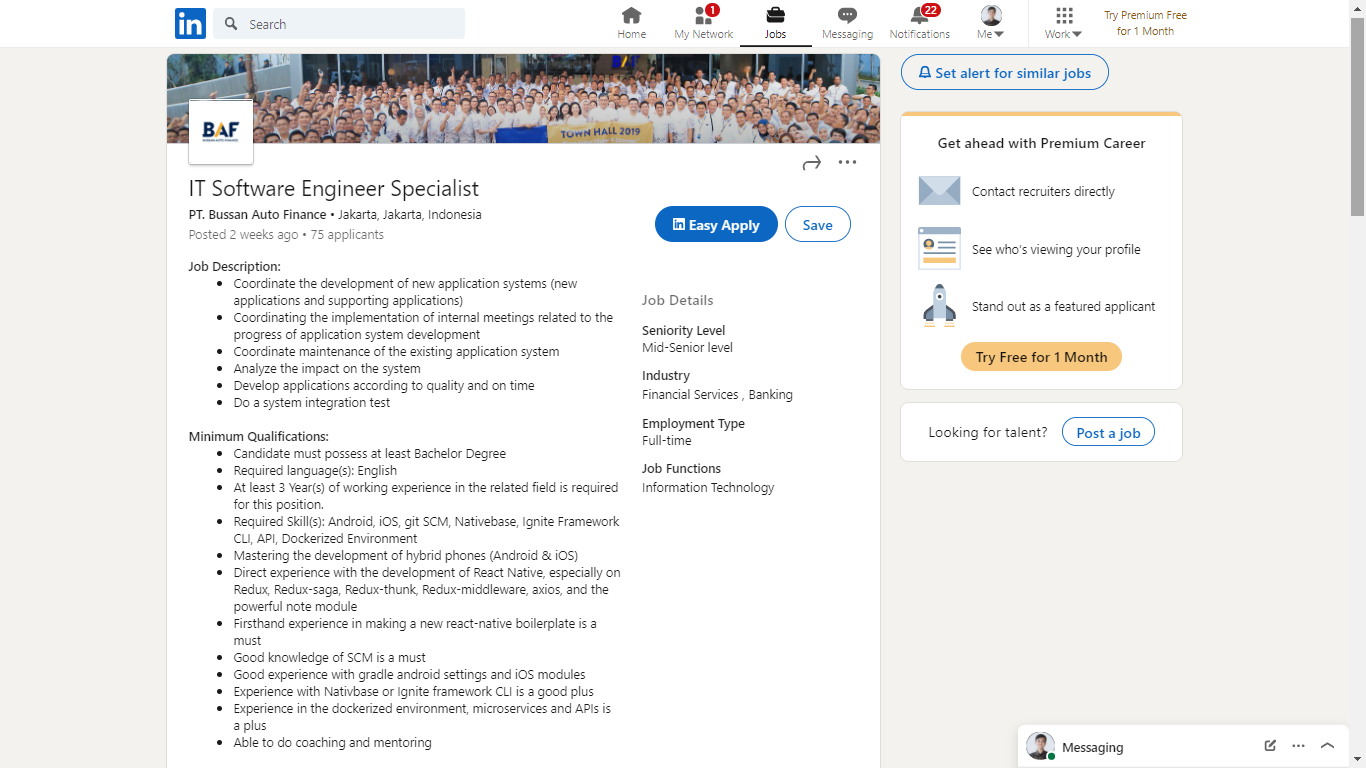 in
Search
Home
1
My Network
Jobs
Messaging
22
Notifications
Me
Work
Try Premium Free
for 1 Month
BAF
TOWN HALL 2019
BAF
BUSSAN AUTO FINANCE
IT Software Engineer Specialist
PT. Bussan Auto Finance • Jakarta, Jakarta, Indonesia
Posted 2 weeks ago • 75 applicants
in Easy Apply
Save
Job Description:
• Coordinate the development of new application systems (new
applications and supporting applications)
• Coordinating the implementation of internal meetings related to the
progress of application system development
• Coordinate maintenance of the existing application system
• Analyze the impact on the system
• Develop applications according to quality and on time
• Do a system integration test
Minimum Qualifications:
• Candidate must possess at least Bachelor Degree
• Required language(s): English
• At least 3 Year(s) of working experience in the related field is required
for this position.
• Required Skill(s): Android, iOS, git SCM, Nativebase, Ignite Framework
CLI, API, Dockerized Environment
• Mastering the development of hybrid phones (Android & iOS)
• Direct experience with the development of React Native, especially on
Redux, Redux-saga, Redux-thunk, Redux-middleware, axios, and the
powerful note module
• Firsthand experience in making a new react-native boilerplate is a
must
• Good knowledge of SCM is a must
• Good experience with gradle android settings and iOS modules
• Experience with Nativbase or Ignite framework CLI is a good plus
• Experience in the dockerized environment, microservices and APIs is
a plus
• Able to do coaching and mentoring
Job Details
Seniority Level
Mid-Senior level
Industry
Financial Services , Banking
Employment Type
Full-time
Job Functions
Information Technology
Set alert for similar jobs
Get ahead with Premium Career
Contact recruiters directly
See who's viewing your profile
Stand out as a featured applicant
Try Free for 1 Month
Looking for talent?
Post a job
Messaging